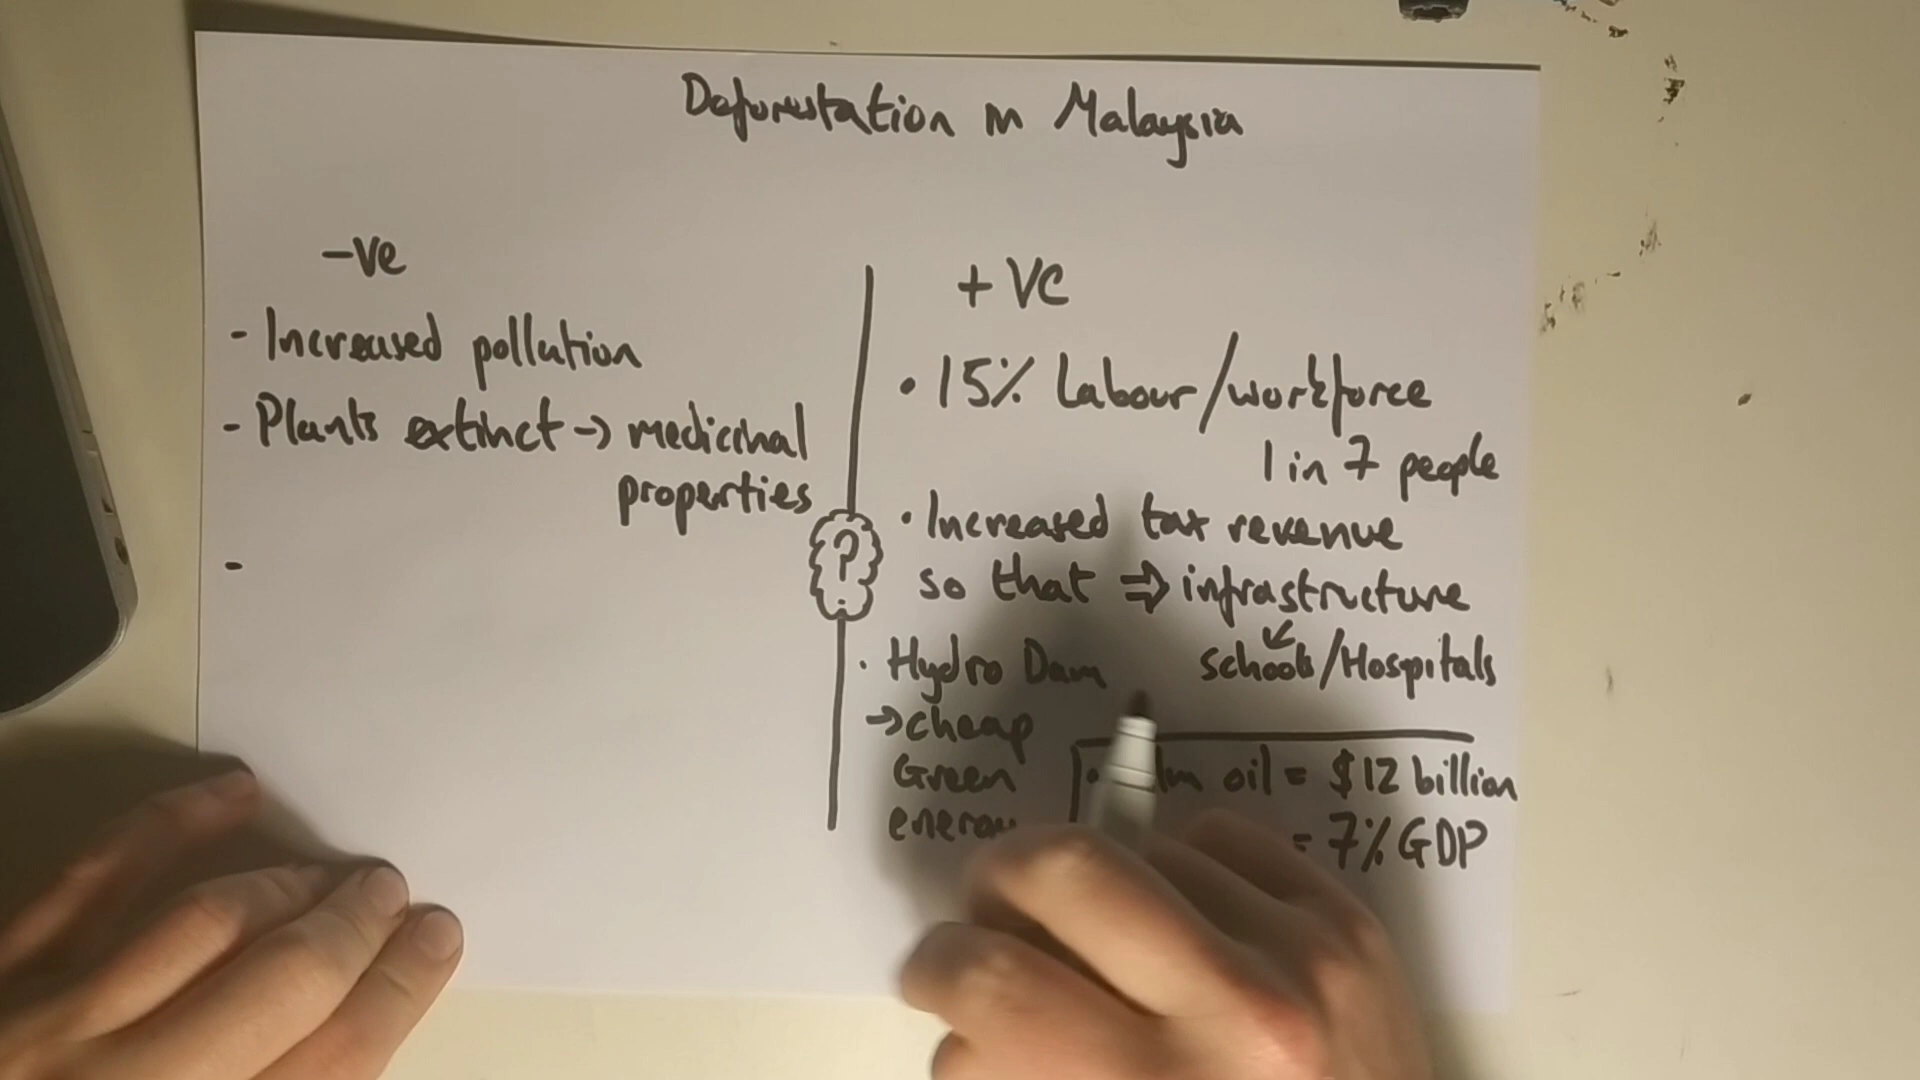 Deforestation in Malaysia
-ve
- Increased pollution
- Plants extinct → medicinal
properties
-
?
+ve
• 15% Labour/workforce
1 in 7 people
• Increased tax revenue
so that ⇒ infrastructure
↙
schools/Hospitals
• Hydro Dam
→ cheap
Green
energy
• oil = $12 billion
= 7% GDP